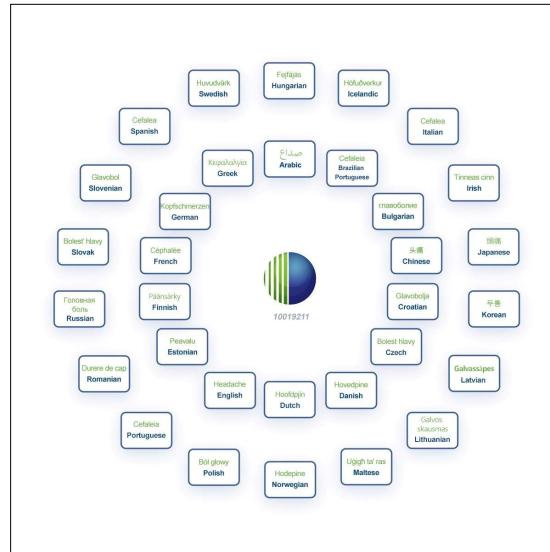 Fejfájás
Hungarian
Höfuðverkur
Icelandic
Cefalea
Italian
Tinneas cinn
Irish
頭痛
Japanese
두통
Korean
Galvassāpes
Latvian
Galvos
skausmas
Lithuanian
Uġigħ ta' ras
Maltese
Hodepine
Norwegian
Ból głowy
Polish
Cefaleia
Portuguese
Durere de cap
Romanian
Головная
боль
Russian
Bolesť hlavy
Slovak
Glavobol
Slovenian
Cefalea
Spanish
Huvudvärk
Swedish
صداع
Arabic
Cefaleia
Brazilian
Portuguese
главоболие
Bulgarian
头痛
Chinese
Glavobolja
Croatian
Bolest hlavy
Czech
Hovedpine
Danish
Hoofdpijn
Dutch
Headache
English
Peavalu
Estonian
Päänsärky
Finnish
Céphalée
French
Kopfschmerzen
German
Κεφαλαλγία
Greek
10019211